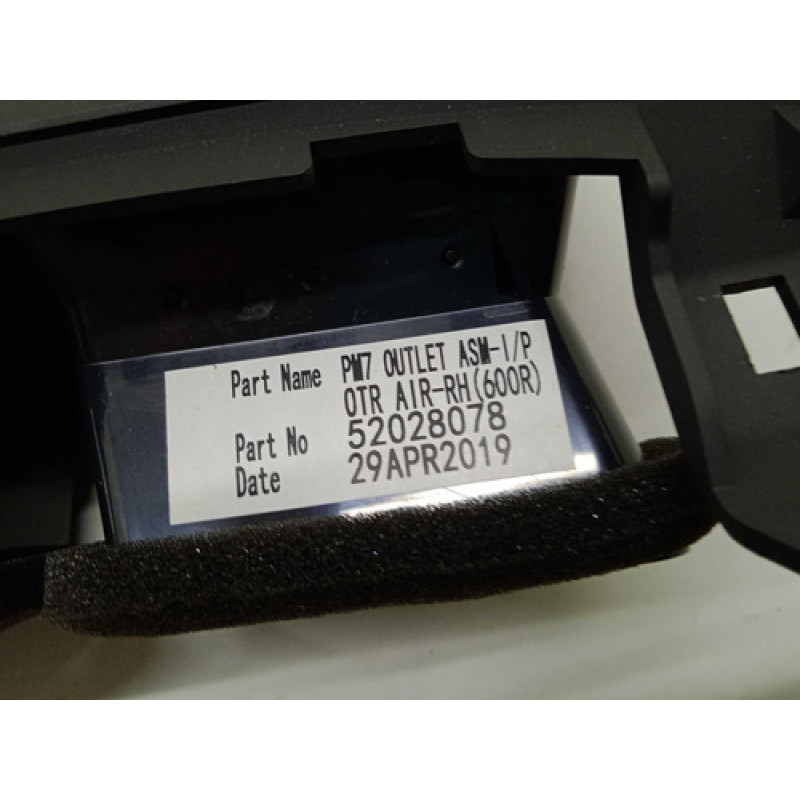 Part Name PM7 OUTLET ASM-I/P
OTR AIR-RH(600R)
Part No 52028078
Date 29APR2019